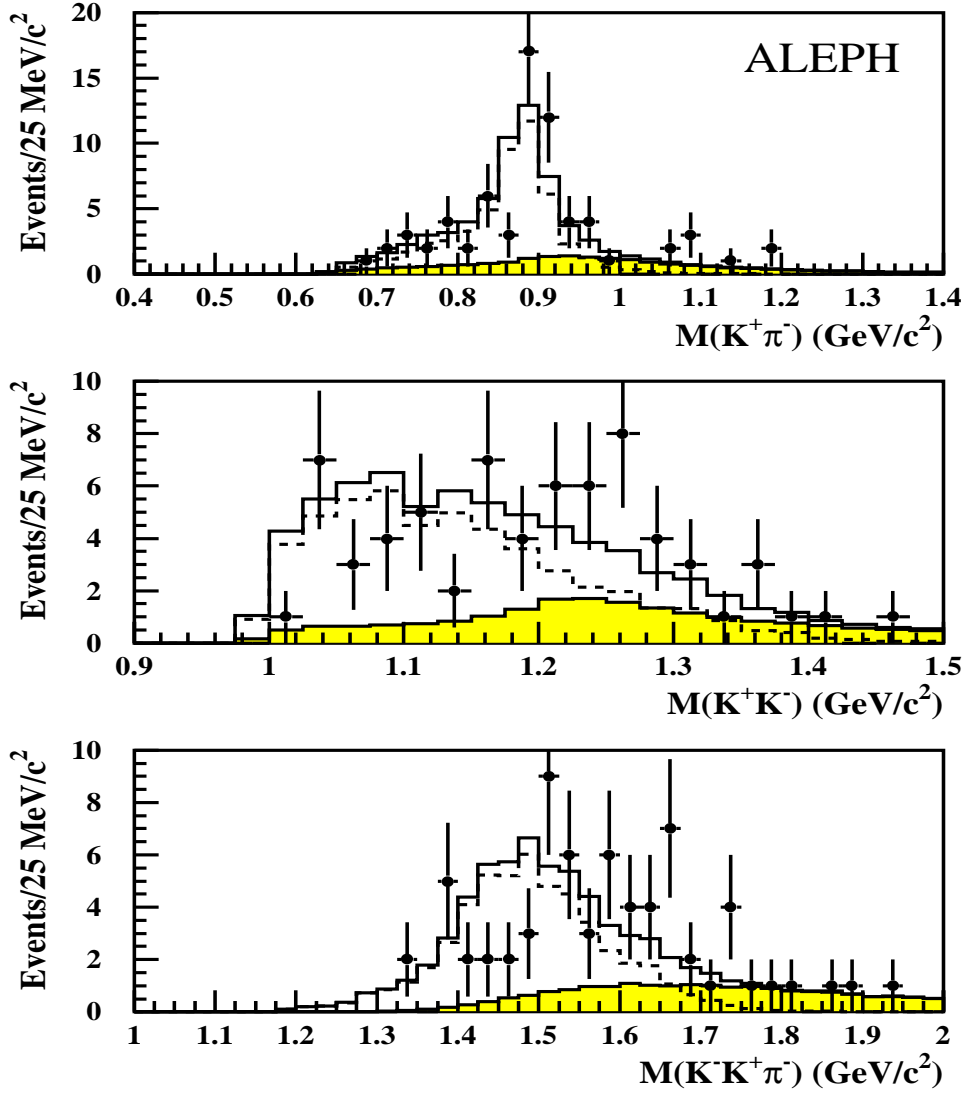 ALEPH
Events/25 MeV/c²
20
15
10
5
0
0.4 0.5 0.6 0.7 0.8 0.9 1 1.1 1.2 1.3 1.4
M(K⁺π⁻) (GeV/c²)
Events/25 MeV/c²
10
8
6
4
2
0
0.9 1 1.1 1.2 1.3 1.4 1.5
M(K⁺K⁻) (GeV/c²)
Events/25 MeV/c²
10
8
6
4
2
0
1 1.1 1.2 1.3 1.4 1.5 1.6 1.7 1.8 1.9 2
M(K⁻K⁺π⁻) (GeV/c²)